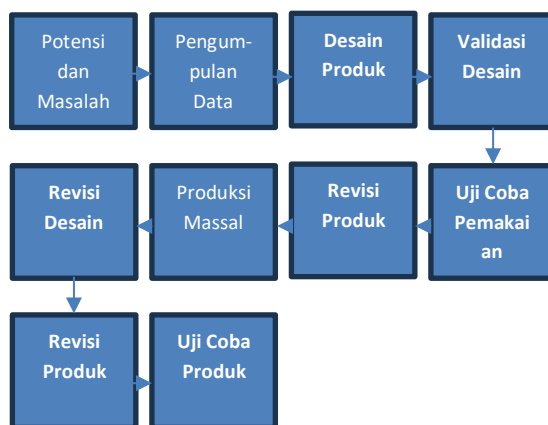 Potensi
dan
Masalah
Pengum-
pulan
Data
Desain
Produk
Validasi
Desain
Revisi
Desain
Produksi
Massal
Revisi
Produk
Uji Coba
Pemakai
an
Revisi
Produk
Uji Coba
Produk